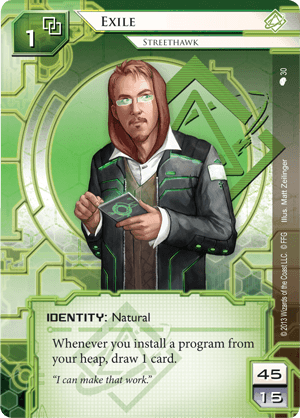 1
EXILE
STREETHAWK
30
Illus. Matt Zeilinger
© 2013 Wizards of the Coast LLC. © FFG
IDENTITY: Natural
Whenever you install a program from
your heap, draw 1 card.
“I can make that work.”
45
15